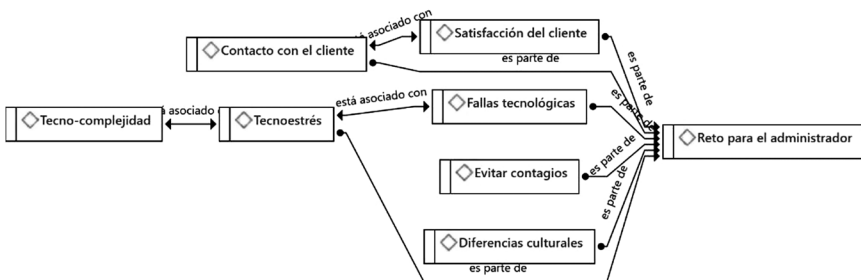 á asociado con
Satisfacción del cliente
Contacto con el cliente
es parte de
es parte de
está asociado con
Fallas tecnológicas
es parte de
a asociado c
Tecno-complejidad
Tecnoestrés
Reto para el administrador
es parte de
Evitar contagios
es parte de
Diferencias culturales
es parte de